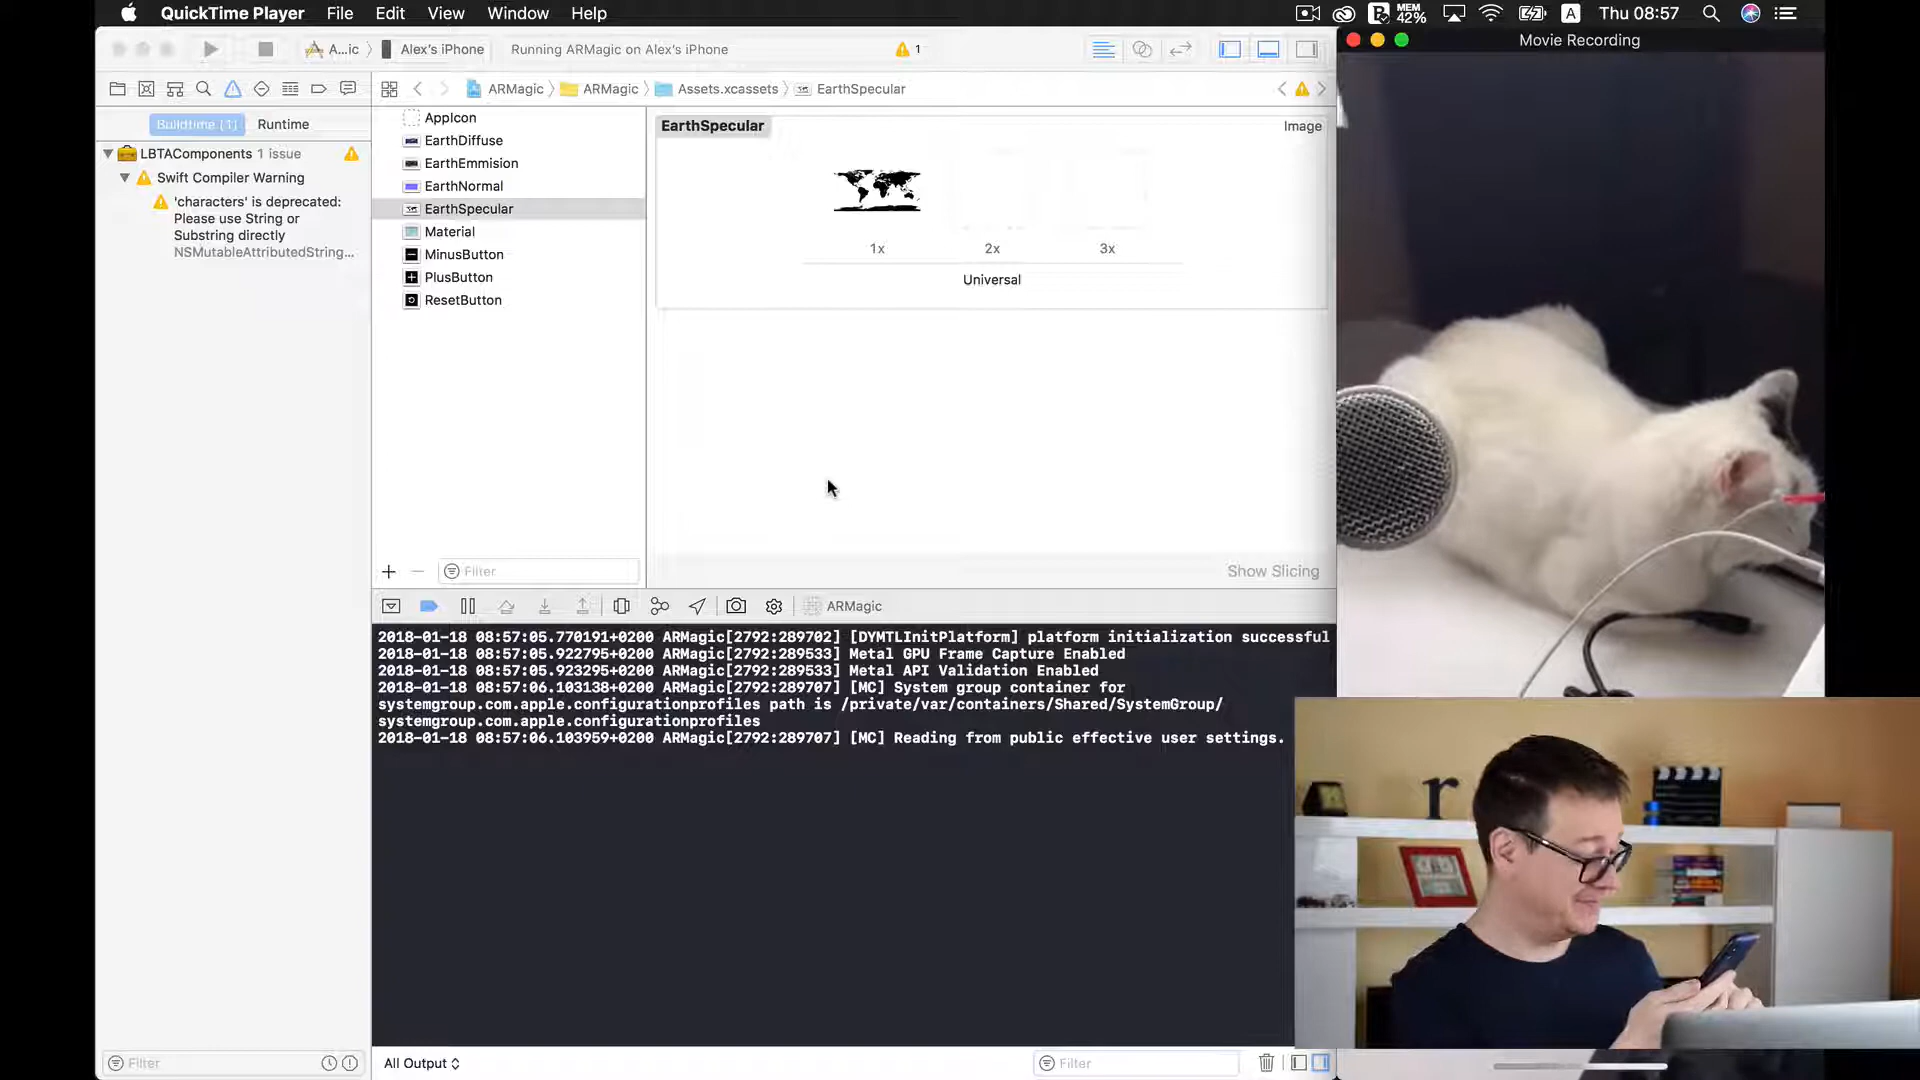 QuickTime Player File Edit View Window Help MEM 42% A Thu 08:57
A...ic Alex's iPhone Running ARMagic on Alex's iPhone 1
Movie Recording
ARMagic ARMagic Assets.xcassets EarthSpecular
Buildtime (1) Runtime
LBTAComponents 1 issue
Swift Compiler Warning
'characters' is deprecated:
Please use String or
Substring directly
NSMutableAttributedString...
AppIcon
EarthDiffuse
EarthEmmision
EarthNormal
EarthSpecular
Material
MinusButton
PlusButton
ResetButton
EarthSpecular Image
1x 2x 3x
Universal
Filter
Show Slicing
ARMagic
2018-01-18 08:57:05.770191+0200 ARMagic[2792:289702] [DYMTLInitPlatform] platform initialization successful
2018-01-18 08:57:05.922795+0200 ARMagic[2792:289533] Metal GPU Frame Capture Enabled
2018-01-18 08:57:05.923295+0200 ARMagic[2792:289533] Metal API Validation Enabled
2018-01-18 08:57:06.103138+0200 ARMagic[2792:289707] [MC] System group container for
systemgroup.com.apple.configurationprofiles path is /private/var/containers/Shared/SystemGroup/
systemgroup.com.apple.configurationprofiles
2018-01-18 08:57:06.103959+0200 ARMagic[2792:289707] [MC] Reading from public effective user settings.
r
Filter
All Output
Filter